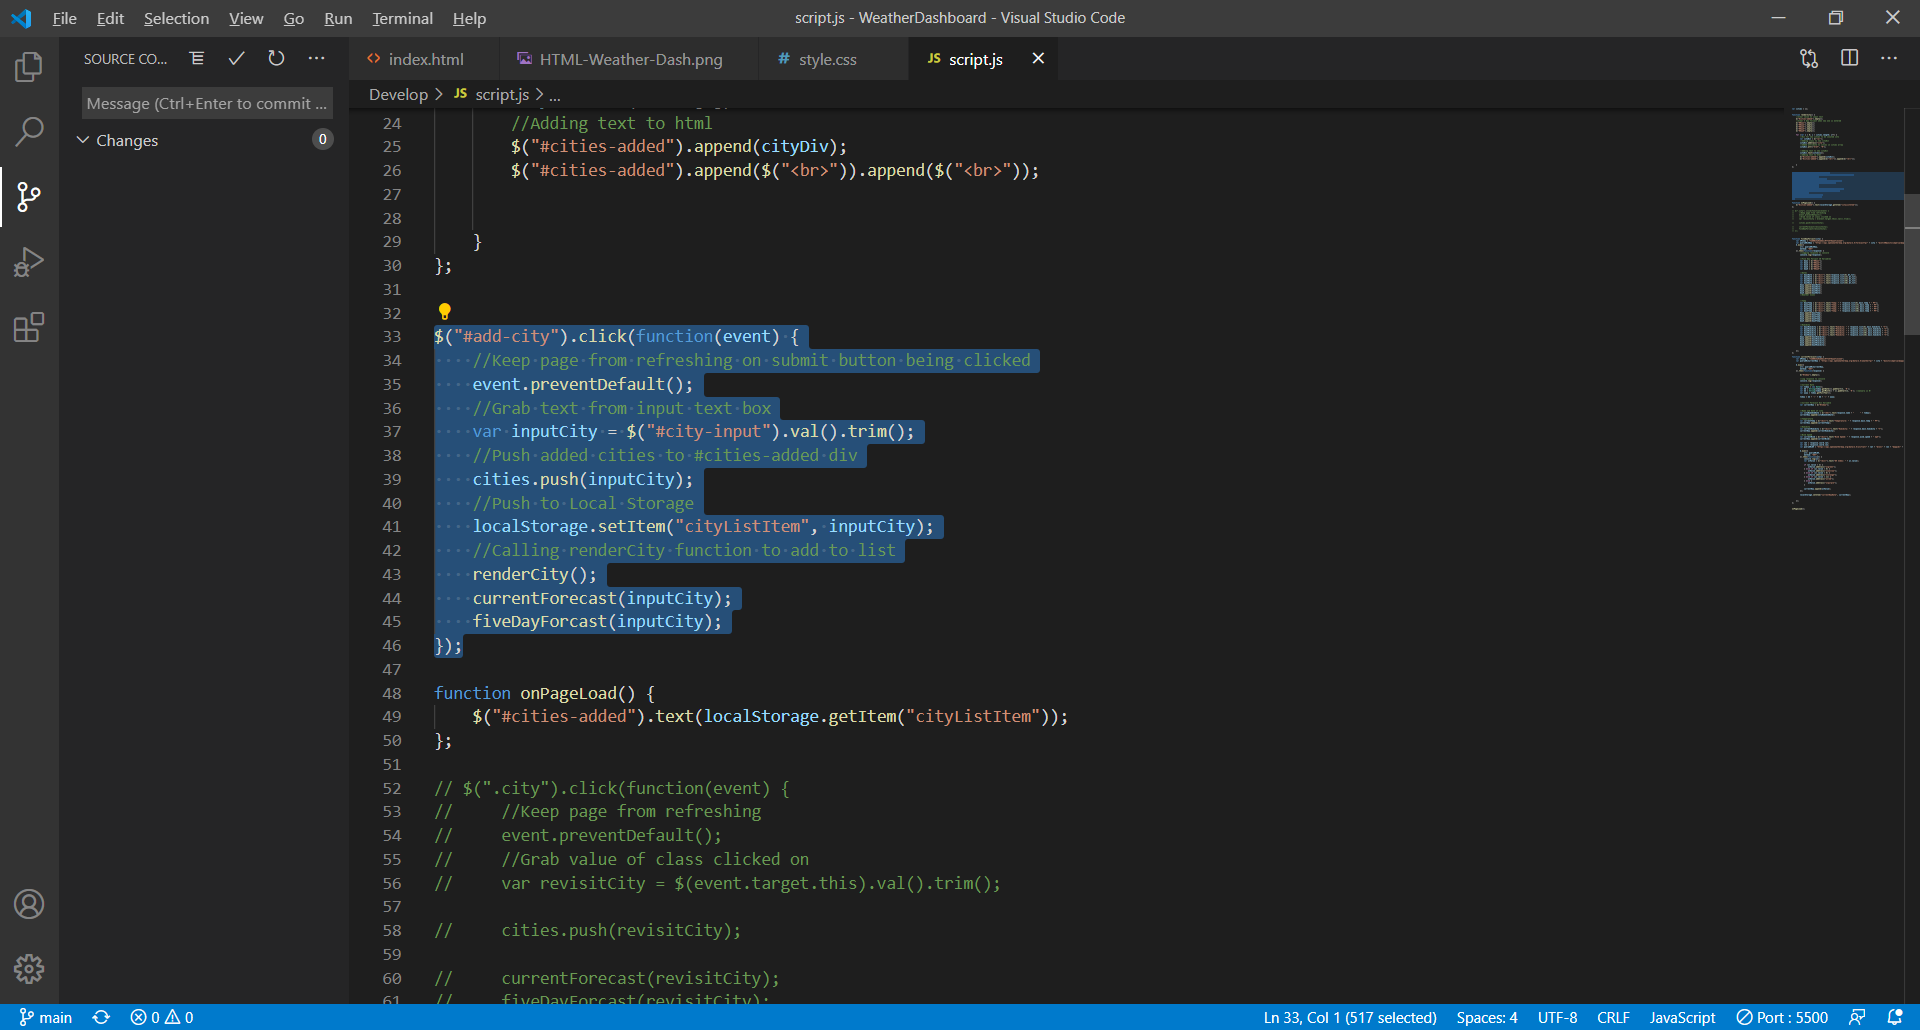 File Edit Selection View Go Run Terminal Help
script.js - WeatherDashboard - Visual Studio Code
SOURCE CO...
index.html
HTML-Weather-Dash.png
# style.css
JS script.js
Message (Ctrl+Enter to commit ...
Changes 0
Develop > JS script.js > ...
24 //Adding text to html
25 $("#cities-added").append(cityDiv);
26 $("#cities-added").append($("<br>")).append($("<br>"));
27
28
29 }
30 };
31
32
33 $("#add-city").click(function(event) {
34 //Keep page from refreshing on submit button being clicked
35 event.preventDefault();
36 //Grab text from input text box
37 var inputCity = $("#city-input").val().trim();
38 //Push added cities to #cities-added div
39 cities.push(inputCity);
40 //Push to Local Storage
41 localStorage.setItem("cityListItem", inputCity);
42 //Calling renderCity function to add to list
43 renderCity();
44 currentForecast(inputCity);
45 fiveDayForcast(inputCity);
46 });
47
48 function onPageLoad() {
49 $("#cities-added").text(localStorage.getItem("cityListItem"));
50 };
51
52 // $(".city").click(function(event) {
53 // //Keep page from refreshing
54 // event.preventDefault();
55 // //Grab value of class clicked on
56 // var revisitCity = $(event.target.this).val().trim();
57
58 // cities.push(revisitCity);
59
60 // currentForecast(revisitCity);
61 // fiveDayForcast(revisitCity);
main 0 0
Ln 33, Col 1 (517 selected) Spaces: 4 UTF-8 CRLF JavaScript Port : 5500